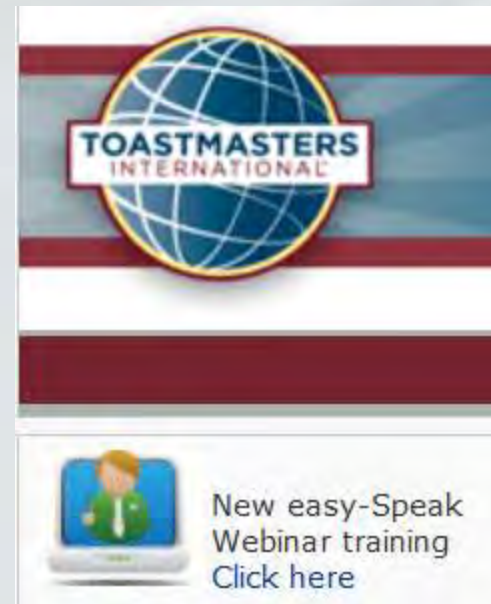 TOASTMASTERS
INTERNATIONAL
New easy-Speak
Webinar training
Click here